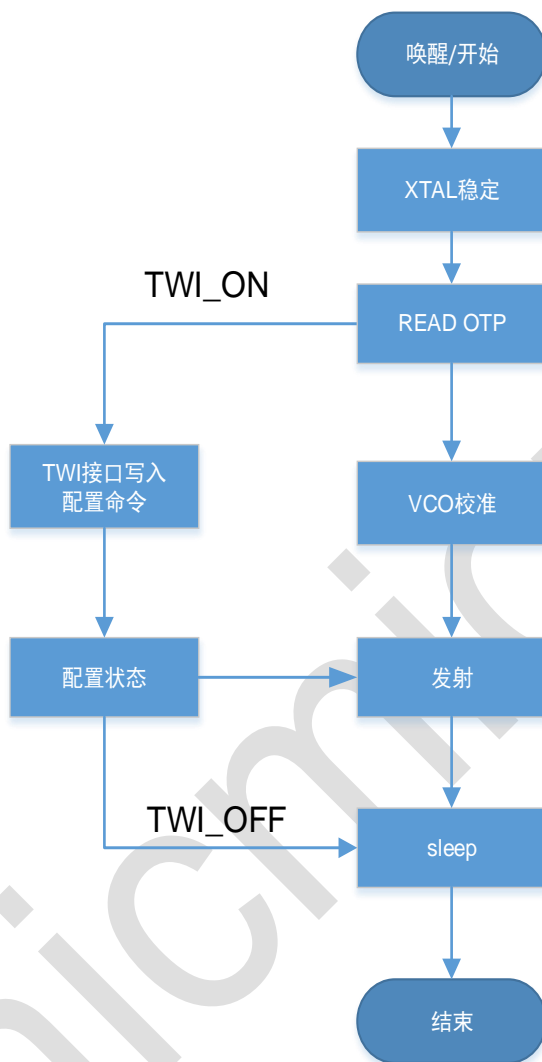 唤醒/开始
XTAL稳定
TWI_ON
READ OTP
TWI接口写入
配置命令
VCO校准
配置状态
发射
TWI_OFF
sleep
结束